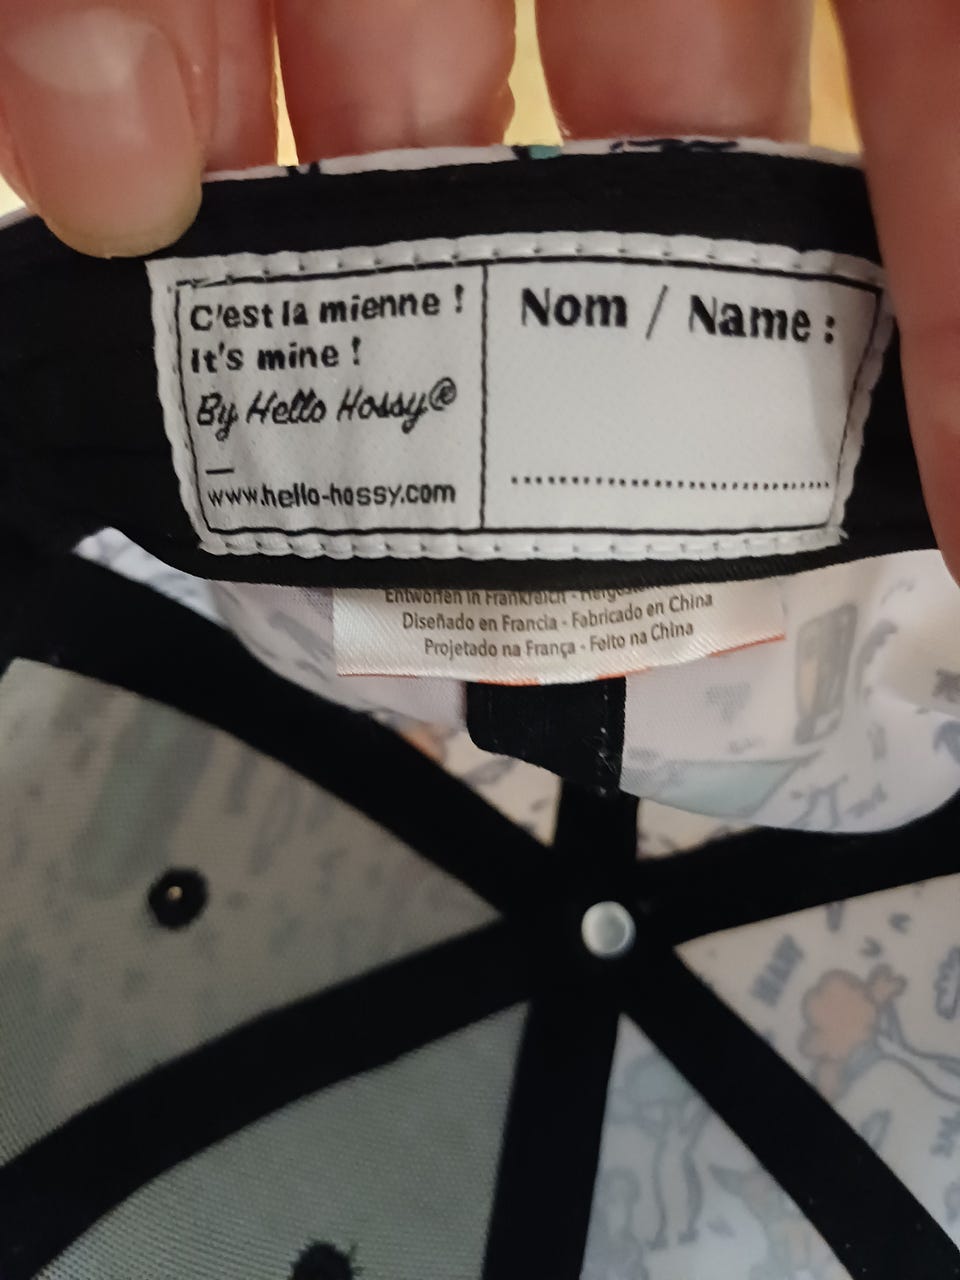 C'est la mienne !
It's mine !
By Hello Hossy®
—
www.hello-hossy.com
Nom / Name :
Entworfen in Frankreich -
Diseñado en Francia - Fabricado en China
Projetado na França - Feito na China